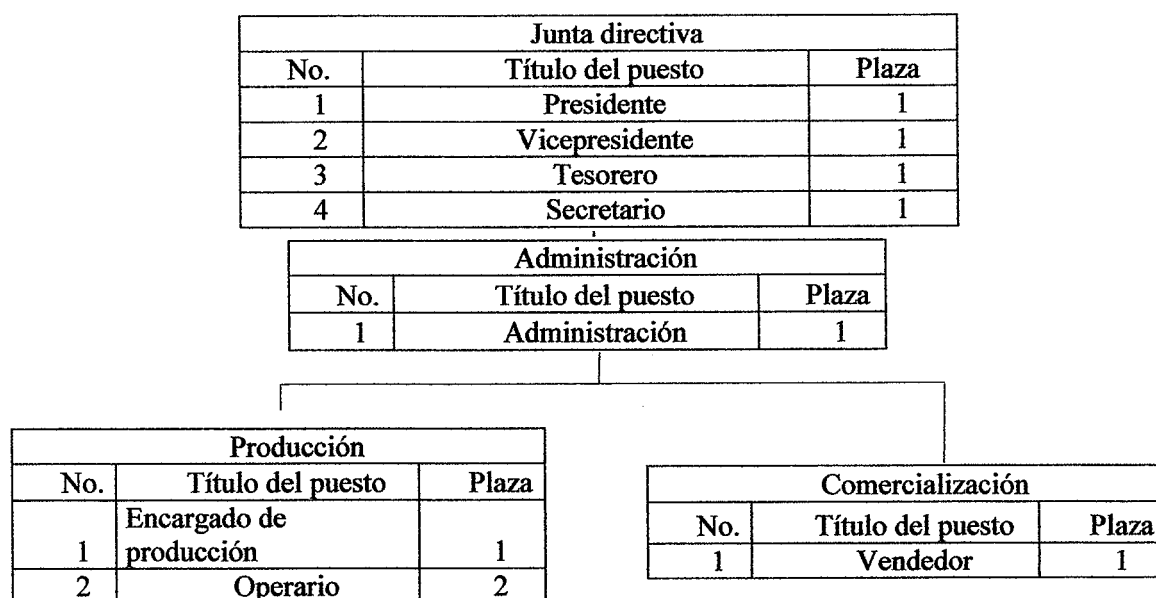 Junta directiva
No. Título del puesto Plaza
1 Presidente 1
2 Vicepresidente 1
3 Tesorero 1
4 Secretario 1
Administración
No. Título del puesto Plaza
1 Administración 1
Producción
No. Título del puesto Plaza
Encargado de
1 producción 1
2 Operario 2
Comercialización
No. Título del puesto Plaza
1 Vendedor 1